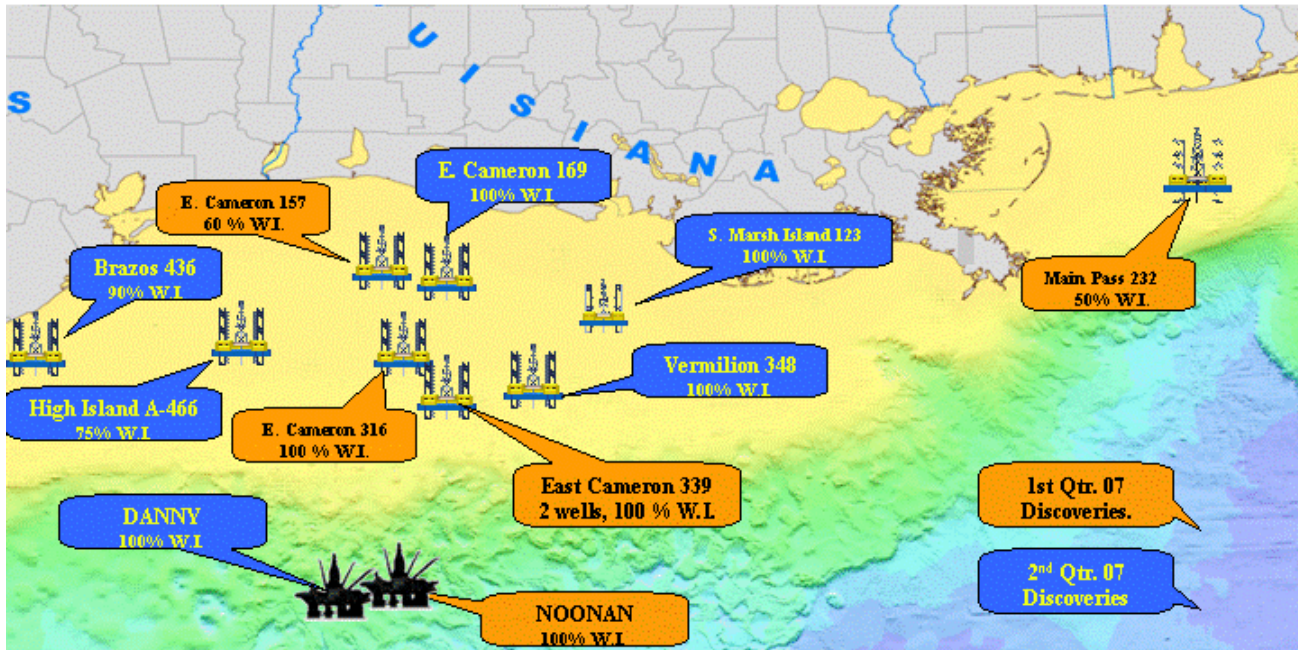 S
UISIANA
E. Cameron 169
100% W.I.
E. Cameron 157
60 % W.I.
S. Marsh Island 123
100% W.I.
Brazos 436
90% W.I.
Main Pass 232
50% W.I.
Vermilion 348
100% W.I.
High Island A-466
75% W.I.
E. Cameron 316
100 % W.I.
East Cameron 339
2 wells, 100 % W.I.
1st Qtr. 07
Discoveries.
DANNY
100% W.I.
2nd Qtr. 07
Discoveries
NOONAN
100% W.I.